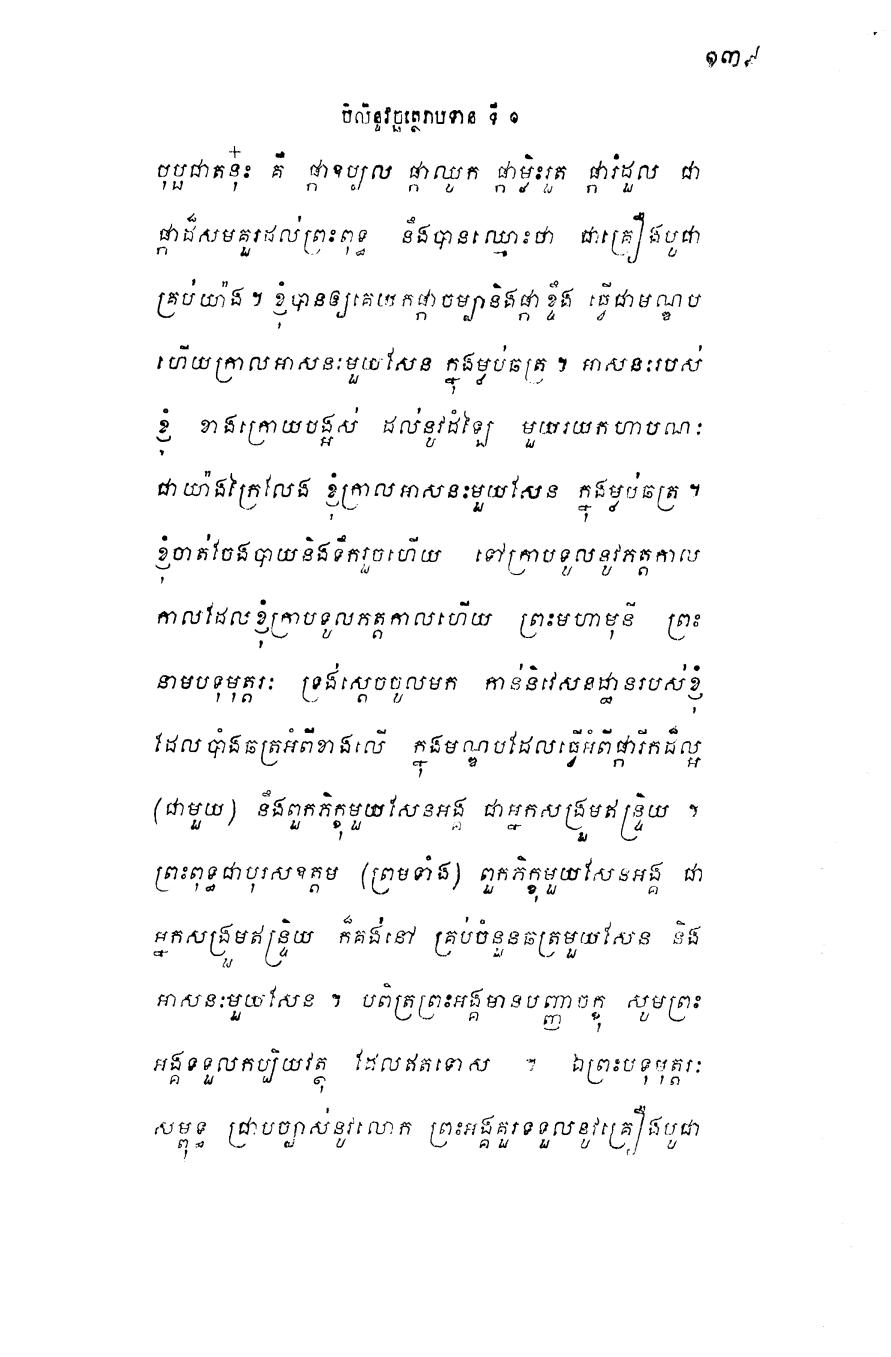 ១៣៩
បិលិន្ទវច្ឆត្ថេរាបទាន ទី ១
បុប្ផជាតនុ៎ះ គឺ ផ្កាឧប្បល ផ្កាឈូក ផ្កាម្លិះរួត ផ្ការំដួល ជា
ផ្កាដ៏សមគួរដល់ព្រះពុទ្ធ នឹងបានឈ្មោះថា ជាគ្រឿងបូជា
គ្រប់យ៉ាង ។ ខ្ញុំបានឲ្យគេយកផ្កាចម្បានិងផ្កាខ្ទឹង ធ្វើជាមណ្ឌប
ហើយក្រាលអាសនៈមួយសែន ក្នុងម្លប់ឆត្រ ។ អាសនៈរបស់
ខ្ញុំ ខាងក្រោយបង្អស់ ដល់នូវដំឡៃ មួយរយកហាបណៈ
ជាយ៉ាងក្រៃលែង ខ្ញុំក្រាលអាសនៈមួយសែន ក្នុងម្លប់ឆត្រ ។
ខ្ញុំចាត់ចែងបាយនិងទឹករួចហើយ ទៅក្រាបទូលនូវភត្តកាល
កាលដែលខ្ញុំក្រាបទូលភត្តកាលហើយ ព្រះមហាមុនី ព្រះ
នាមបទុមុត្តរៈ ទ្រង់ស្តេចចូលមក កាន់និវេសនដ្ឋានរបស់ខ្ញុំ
ដែលបាំងឆត្រអំពីខាងលើ ក្នុងមណ្ឌបដែលធ្វើអំពីផ្ការីកដ៏ល្អ
(ជាមួយ) នឹងពួកភិក្ខុមួយសែនអង្គ ជាអ្នកសង្រួមឥន្ទ្រិយ ។
ព្រះពុទ្ធជាបុរសឧត្តម (ព្រមទាំង) ពួកភិក្ខុមួយសែនអង្គ ជា
អ្នកសង្រួមឥន្ទ្រិយ ក៏គង់នៅ គ្រប់ចំនួនឆត្រមួយសែន និង
អាសនៈមួយសែន ។ បពិត្រព្រះអង្គមានបញ្ញាចក្ខុ សូមព្រះ
អង្គទទួលកប្បិយវត្ថុ ដែលឥតទោស ។ ឯព្រះបទុមុត្តរៈ
សម្ពុទ្ធ ជ្រាបច្បាស់នូវលោក ព្រះអង្គគួរទទួលនូវគ្រឿងបូជា